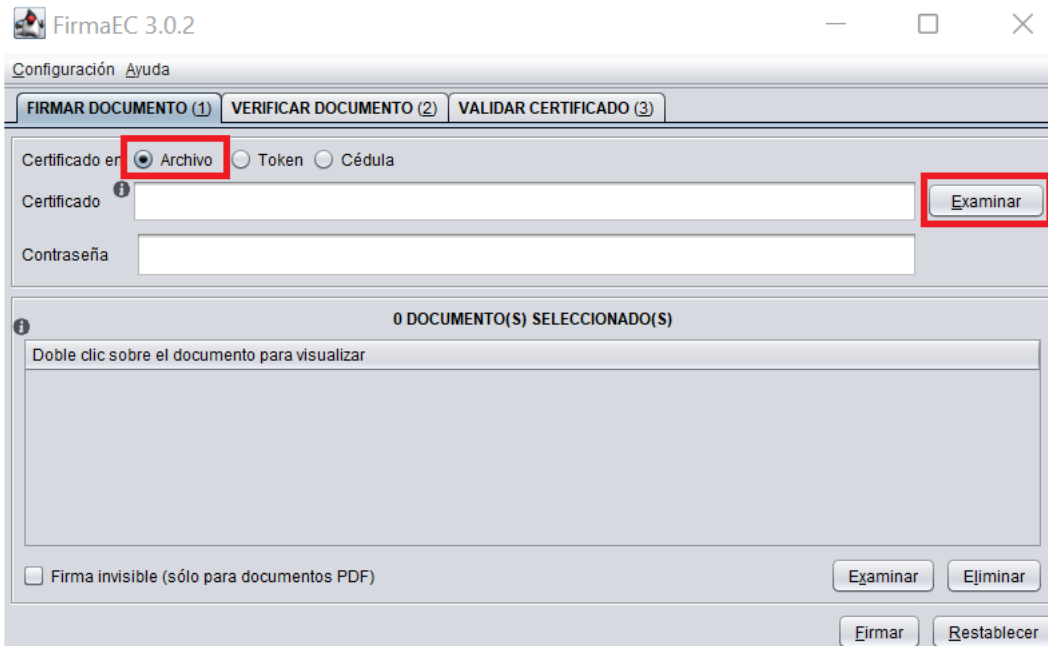 FirmaEC 3.0.2
Configuración Ayuda
FIRMAR DOCUMENTO (1) VERIFICAR DOCUMENTO (2) VALIDAR CERTIFICADO (3)
Certificado en Archivo Token Cédula
Certificado Examinar
Contraseña
0 DOCUMENTO(S) SELECCIONADO(S)
Doble clic sobre el documento para visualizar
Firma invisible (sólo para documentos PDF) Examinar Eliminar
Firmar Restablecer